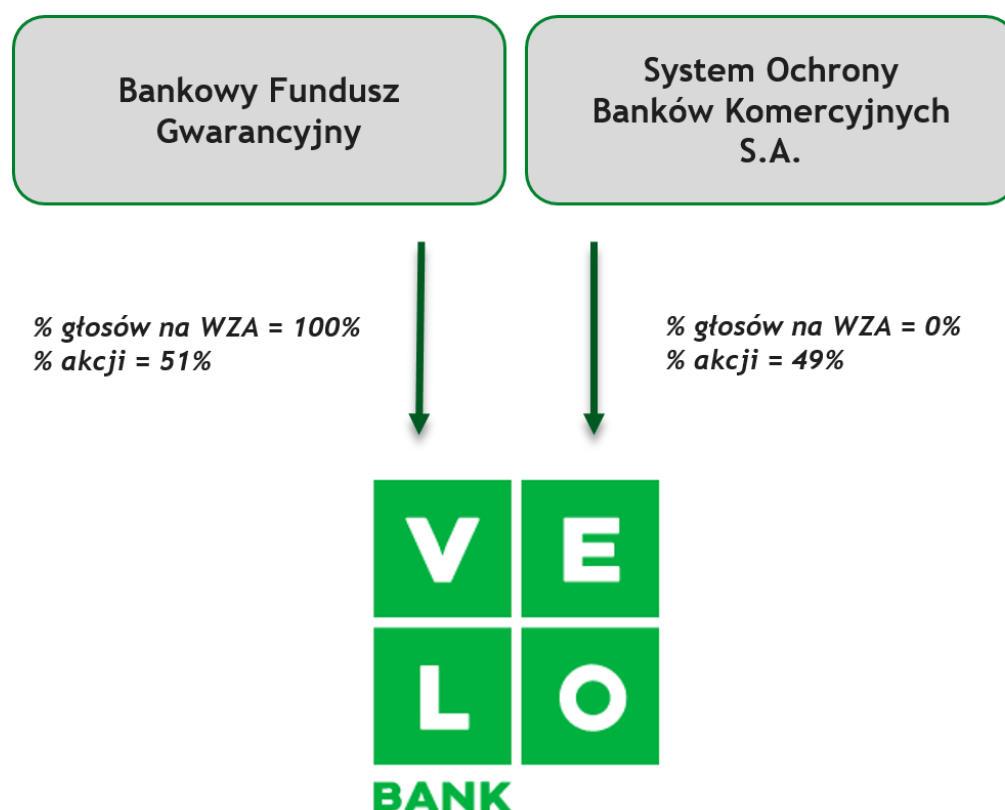 Bankowy Fundusz
Gwarancyjny
System Ochrony
Banków Komercyjnych
S.A.
% głosów na WZA = 100%
% akcji = 51%
% głosów na WZA = 0%
% akcji = 49%
V E
L O
BANK